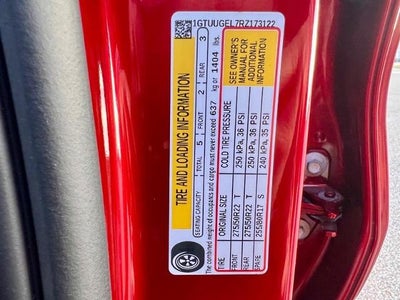 1GTUUGEL7RZ173122
TIRE AND LOADING INFORMATION
SEATING CAPACITY TOTAL 5 FRONT 2 REAR 3
The combined weight of occupants and cargo must never exceed 637 kg or 1404 lbs.
TIRE ORIGINAL SIZE COLD TIRE PRESSURE
FRONT 275/50R22 T 250 kPa, 36 PSI
REAR 275/50R22 T 250 kPa, 36 PSI
SPARE 255/80R17 S 240 kPa, 35 PSI
SEE OWNER'S
MANUAL FOR
ADDITIONAL
INFORMATION